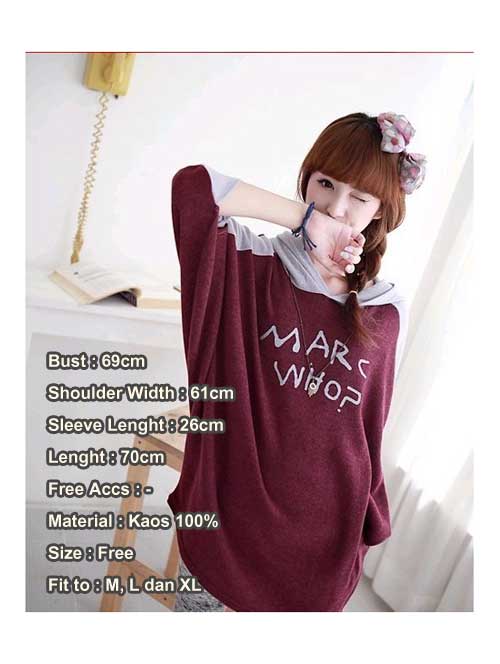 MARC
WHO?
Bust : 69cm
Shoulder Width : 61cm
Sleeve Lenght : 26cm
Lenght : 70cm
Free Accs : -
Material : Kaos 100%
Size : Free
Fit to : M, L dan XL